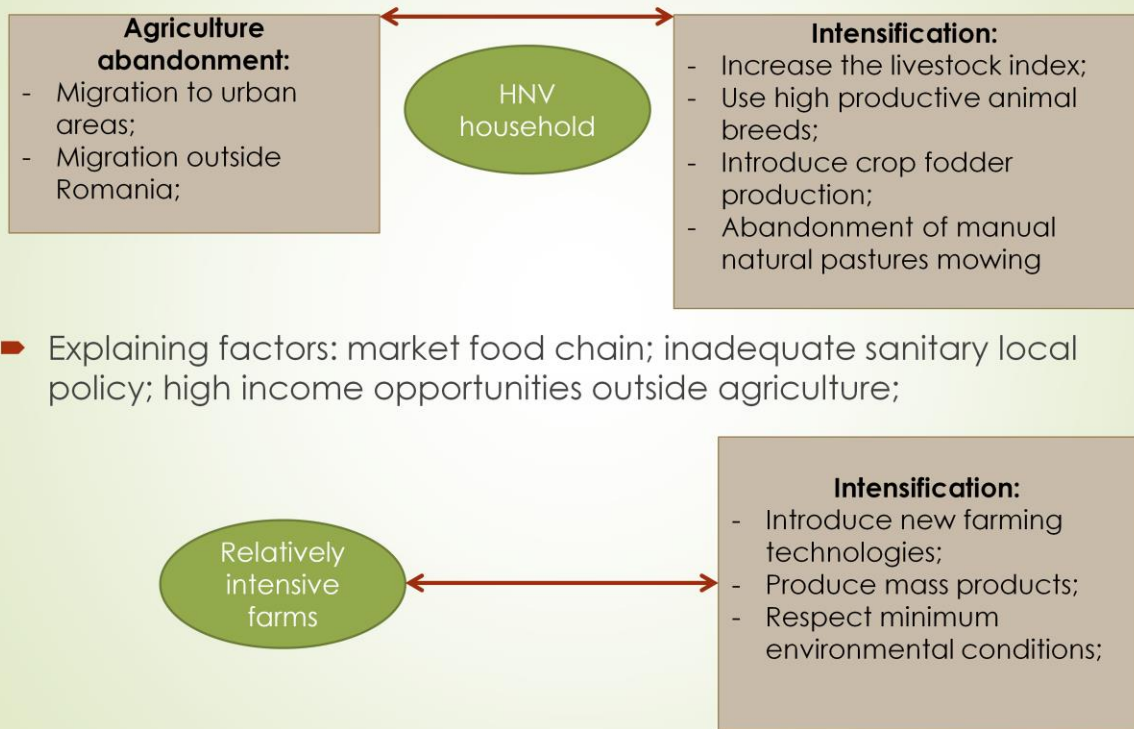 Agriculture
abandonment:
- Migration to urban
areas;
- Migration outside
Romania;
HNV
household
Intensification:
- Increase the livestock index;
- Use high productive animal
breeds;
- Introduce crop fodder
production;
- Abandonment of manual
natural pastures mowing
Explaining factors: market food chain; inadequate sanitary local
policy; high income opportunities outside agriculture;
Relatively
intensive
farms
Intensification:
- Introduce new farming
technologies;
- Produce mass products;
- Respect minimum
environmental conditions;